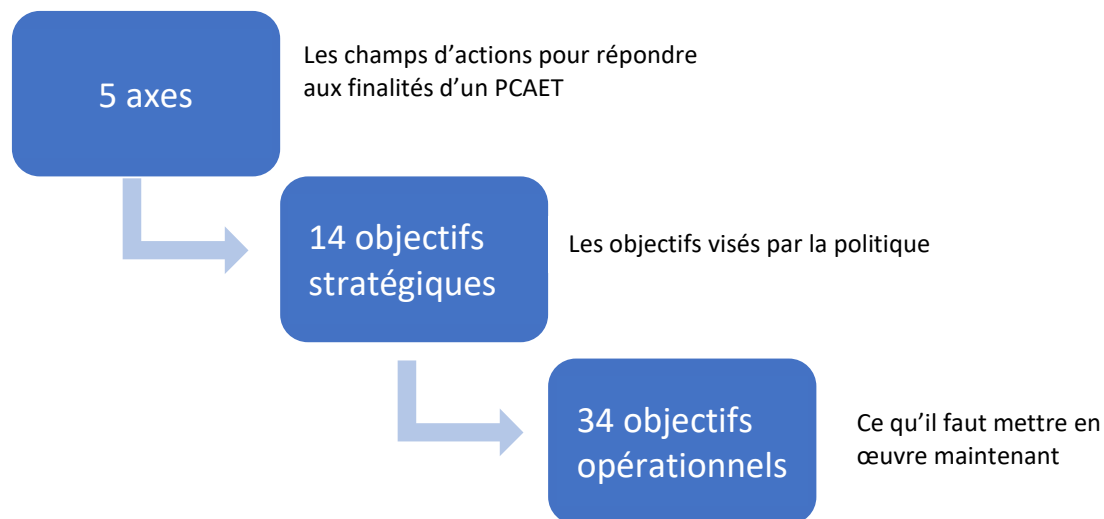 5 axes
Les champs d’actions pour répondre
aux finalités d’un PCAET
14 objectifs
stratégiques
Les objectifs visés par la politique
34 objectifs
opérationnels
Ce qu’il faut mettre en
œuvre maintenant